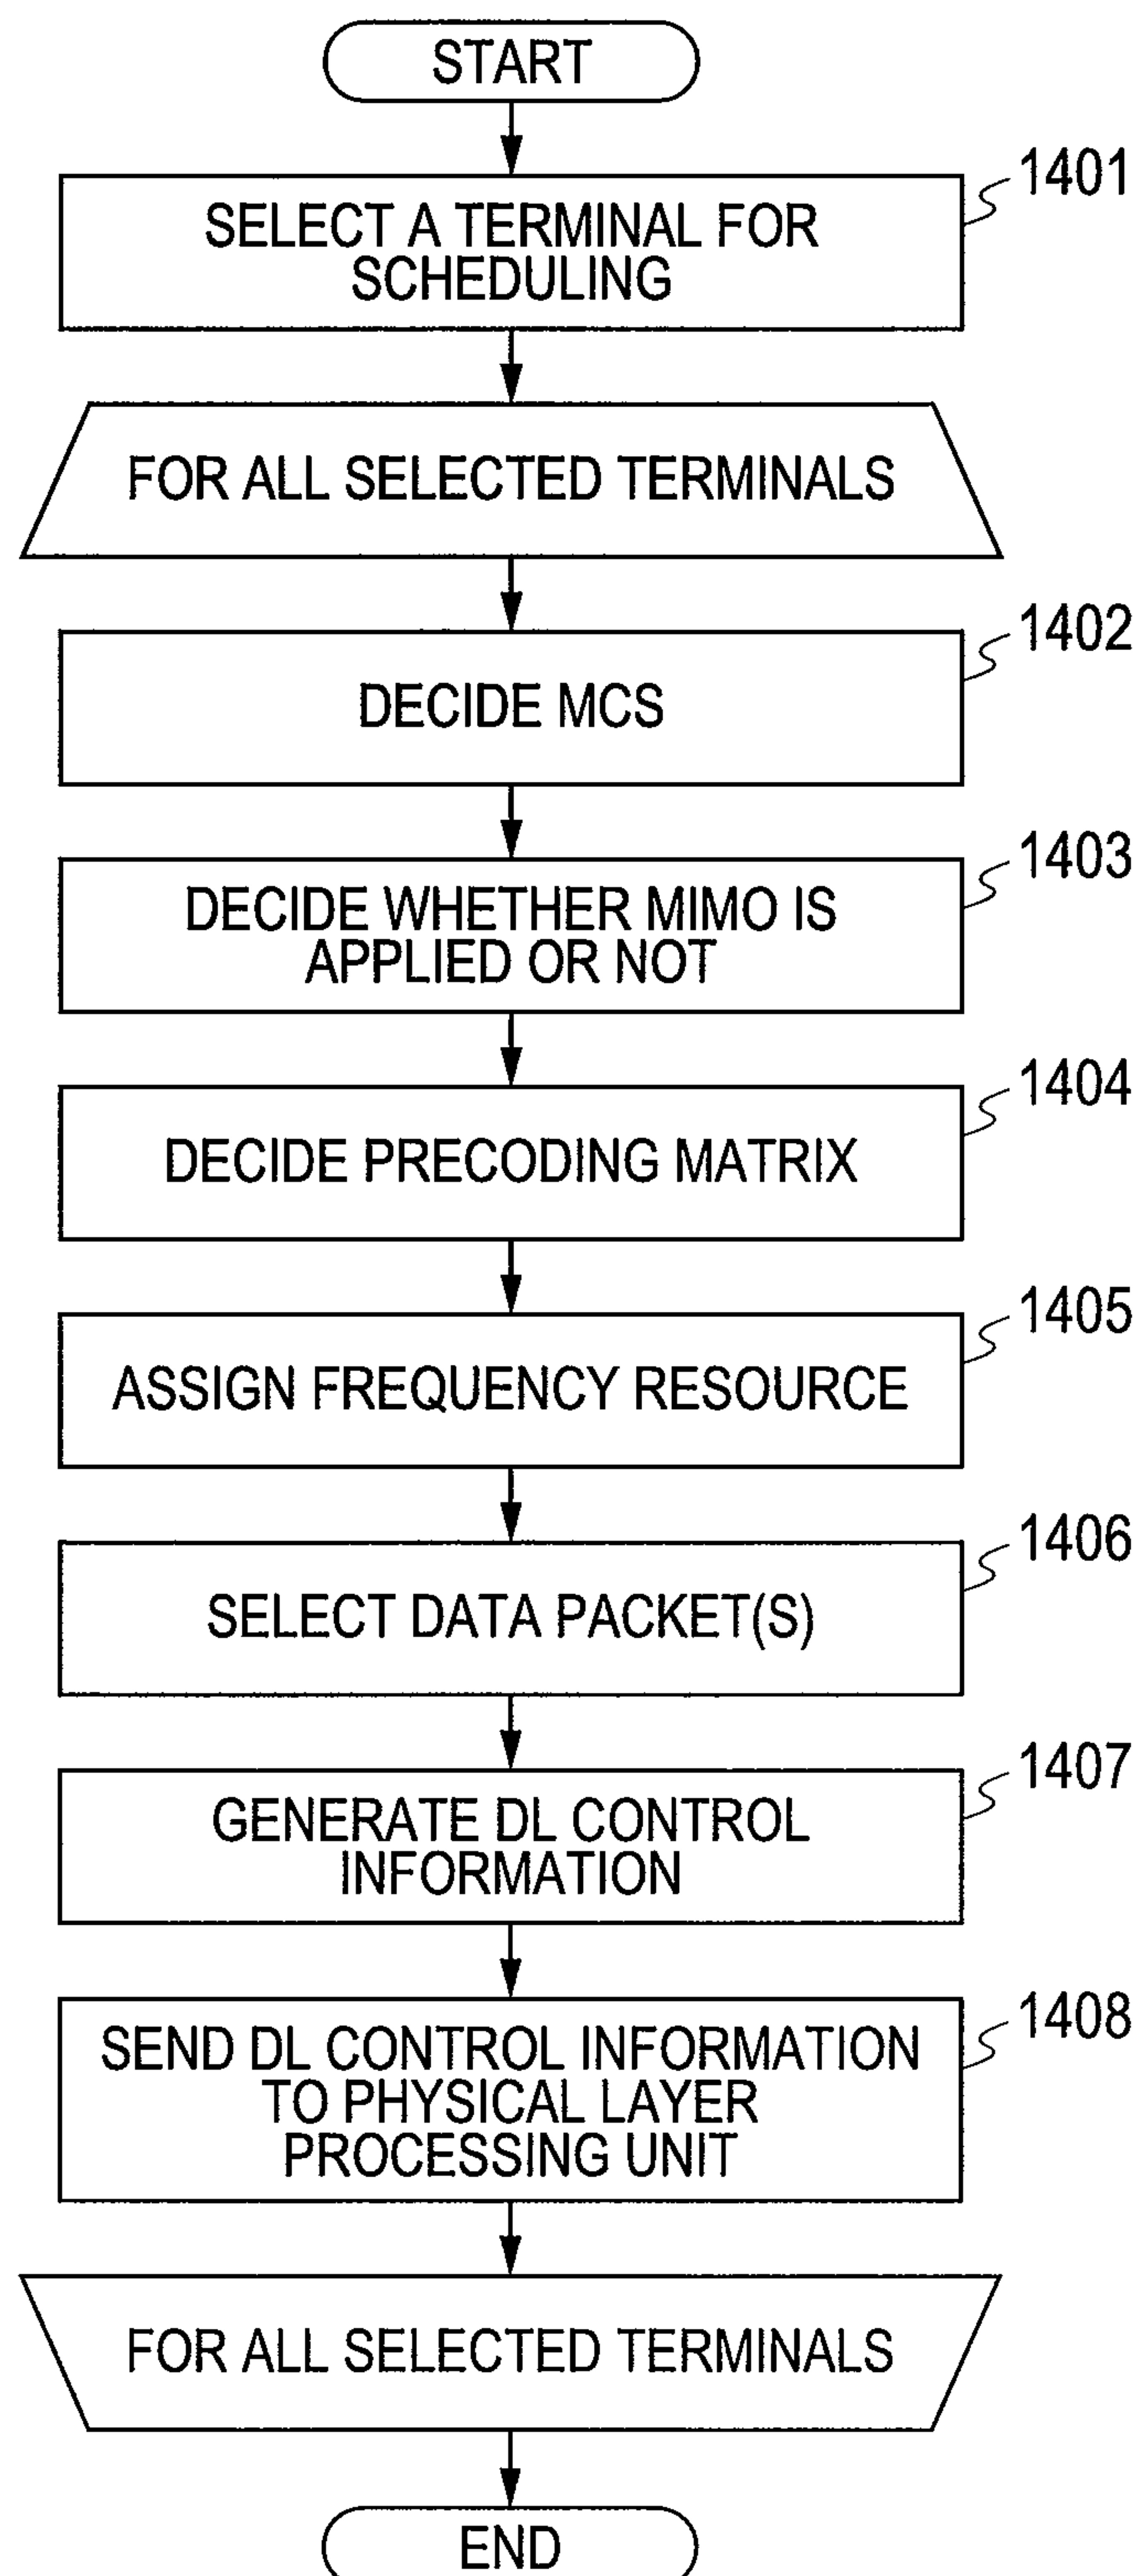 START
1401
SELECT A TERMINAL FOR
SCHEDULING
FOR ALL SELECTED TERMINALS
1402
DECIDE MCS
1403
DECIDE WHETHER MIMO IS
APPLIED OR NOT
1404
DECIDE PRECODING MATRIX
1405
ASSIGN FREQUENCY RESOURCE
1406
SELECT DATA PACKET(S)
1407
GENERATE DL CONTROL
INFORMATION
1408
SEND DL CONTROL INFORMATION
TO PHYSICAL LAYER
PROCESSING UNIT
FOR ALL SELECTED TERMINALS
END